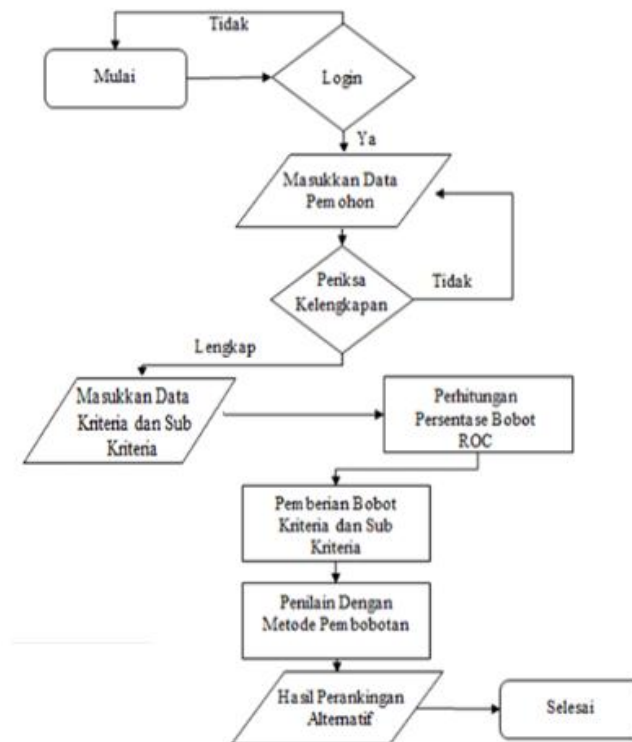 Tidak
Mulai
Login
Ya
Masukkan Data
Pemohon
Periksa
Kelengkapan
Tidak
Lengkap
Masukkan Data
Kriteria dan Sub
Kriteria
Perhitungan
Persentase Bobot
ROC
Pemberian Bobot
Kriteria dan Sub
Kriteria
Penilain Dengan
Metode Pembobotan
Hasil Perankingan
Alternatif
Selesai